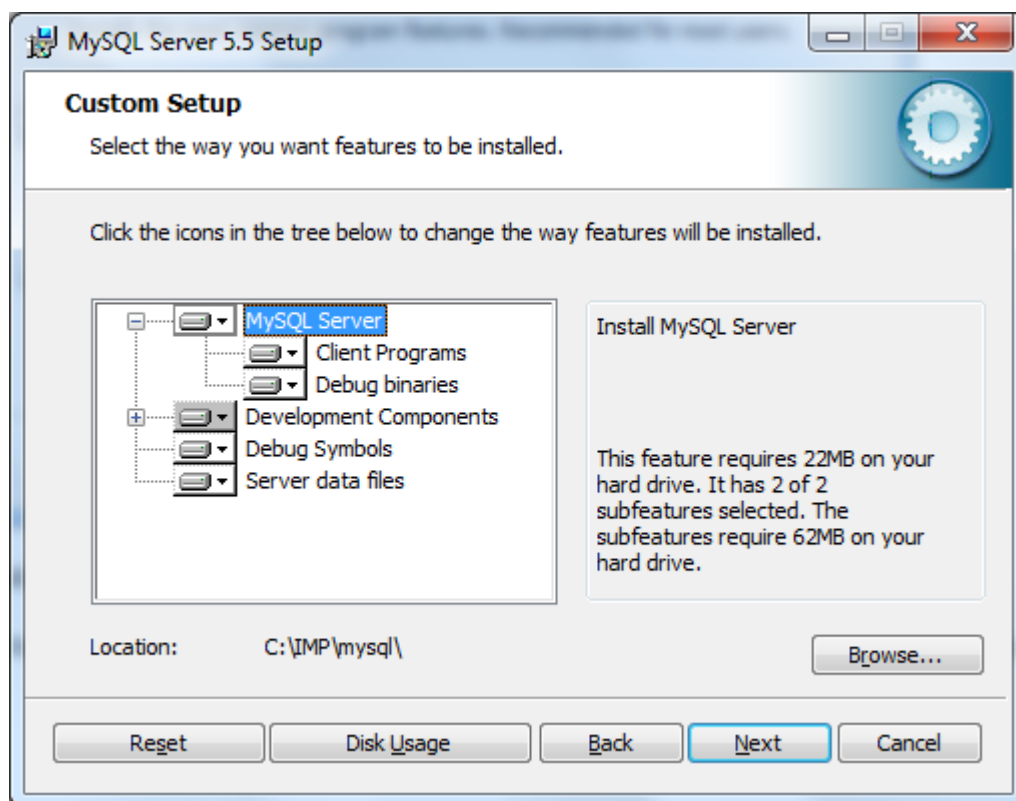 MySQL Server 5.5 Setup
Custom Setup
Select the way you want features to be installed.
Click the icons in the tree below to change the way features will be installed.
MySQL Server
Client Programs
Debug binaries
Development Components
Debug Symbols
Server data files
Install MySQL Server
This feature requires 22MB on your
hard drive. It has 2 of 2
subfeatures selected. The
subfeatures require 62MB on your
hard drive.
Location: C:\IMP\mysql\
Browse...
Reset Disk Usage Back Next Cancel